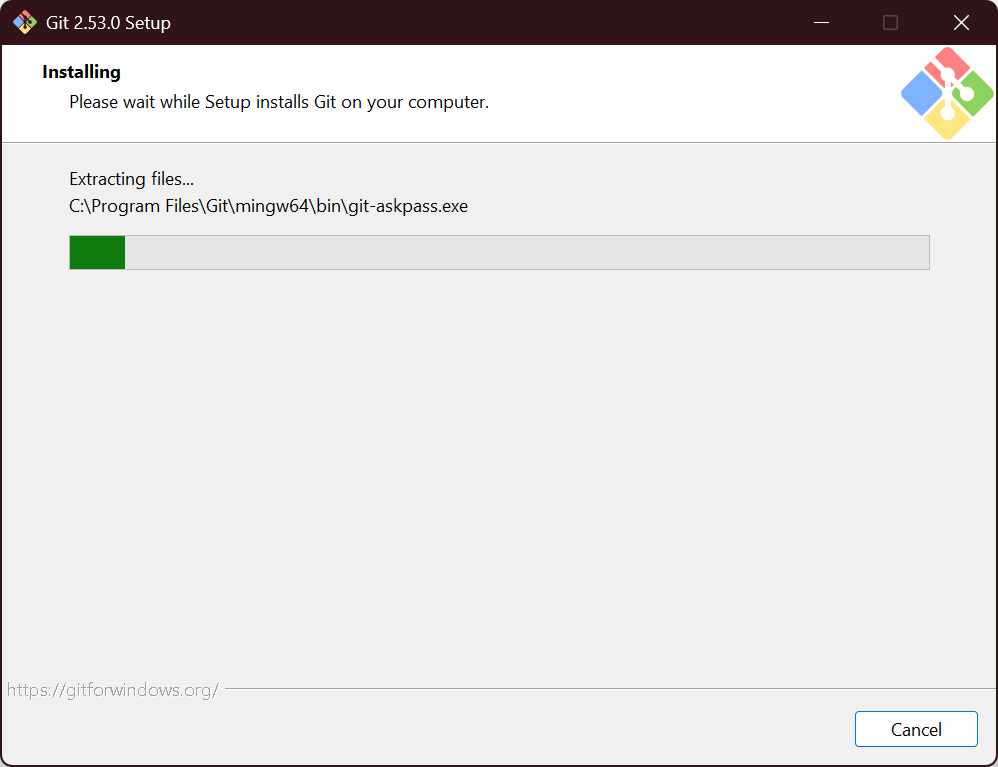 Git 2.53.0 Setup
Installing
Please wait while Setup installs Git on your computer.
Extracting files...
C:\Program Files\Git\mingw64\bin\git-askpass.exe
https://gitforwindows.org/
Cancel